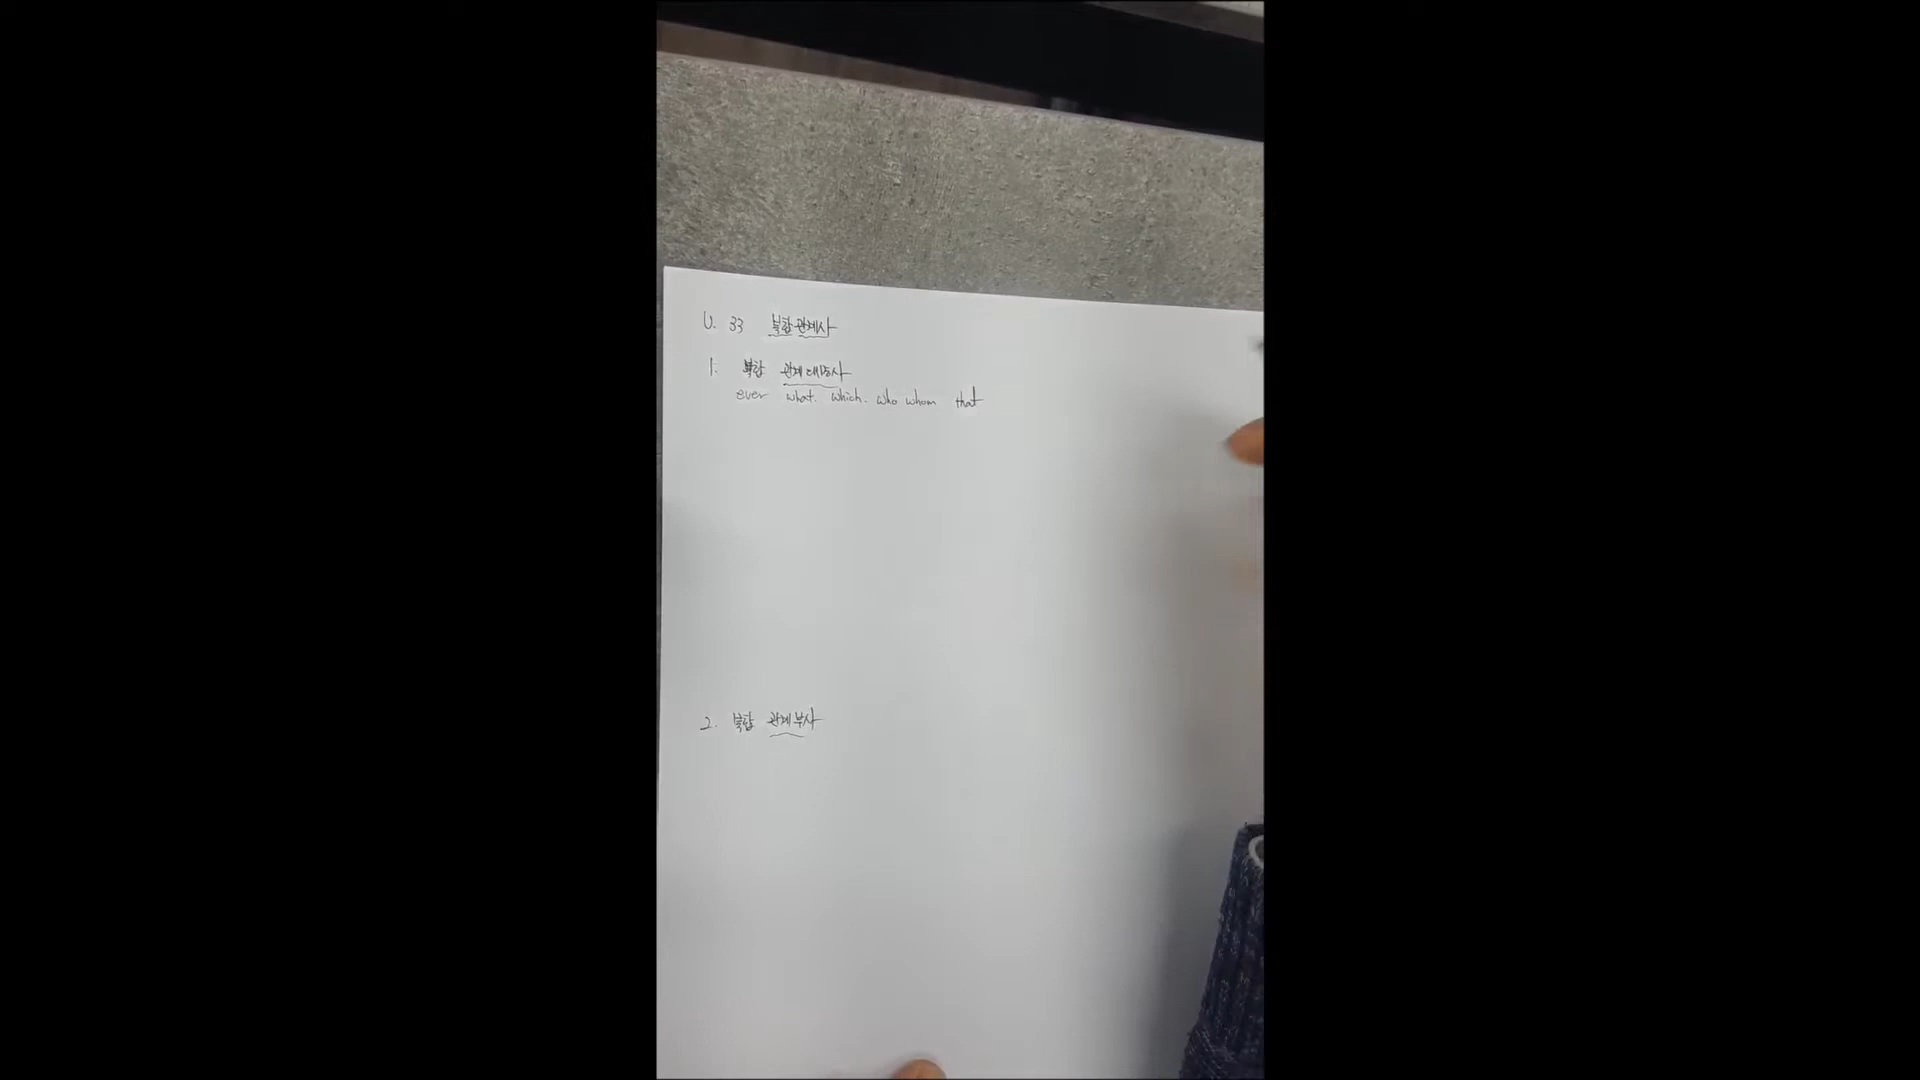 U. 33 복합관계사
1. 복합 관계대명사
ever what. which. who whom that
2. 복합 관계부사